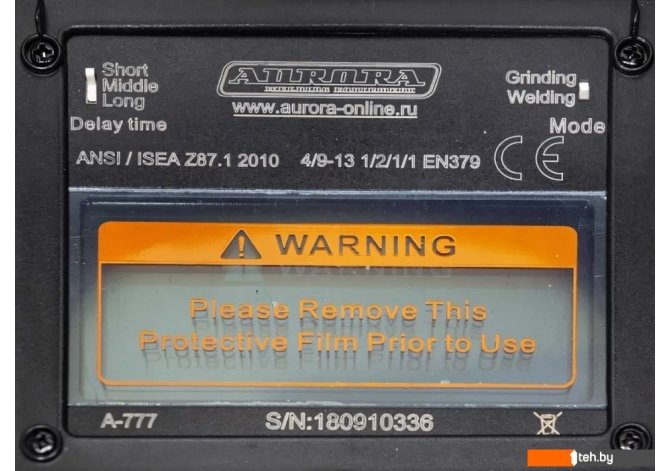 Short
Middle
Long
Delay time
AURORA
www.aurora-online.ru
Grinding
Welding
Mode
ANSI / ISEA Z87.1 2010 4/9-13 1/2/1/1 EN379 CE
WARNING
Please Remove This
Protective Film Prior to Use
A-777 S/N:180910336
1teh.by